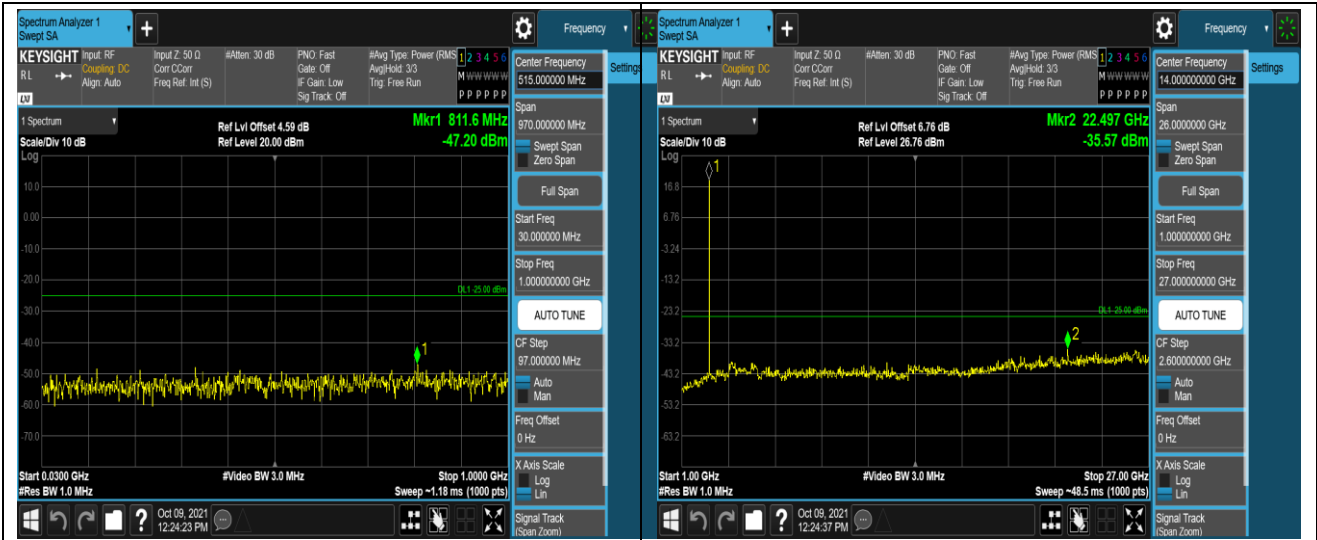 Spectrum Analyzer 1
Swept SA
Frequency
KEYSIGHT Input: RF Input Z: 50 Ω #Atten: 30 dB PNO: Fast #Avg Type: Power (RMS 1 2 3 4 5 6
RL Coupling: DC Corr CCorr Gate: Off Avg|Hold: 3/3 M W W W W W
Align: Auto Freq Ref: Int (S) IF Gain: Low Trig: Free Run
LXI Sig Track: Off P P P P P P
Center Frequency
515.000000 MHz
Settings
1 Spectrum
Ref Lvl Offset 4.59 dB
Mkr1 811.6 MHz
Scale/Div 10 dB
Ref Level 20.00 dBm
-47.20 dBm
Log
10.0
0.00
-10.0
-20.0
DL1 -25.00 dBm
-30.0
-40.0
1
-50.0
-60.0
-70.0
Start 0.0300 GHz #Video BW 3.0 MHz Stop 1.0000 GHz
#Res BW 1.0 MHz Sweep ~1.18 ms (1000 pts)
Span
970.000000 MHz
Swept Span
Zero Span
Full Span
Start Freq
30.000000 MHz
Stop Freq
1.000000000 GHz
AUTO TUNE
CF Step
97.000000 MHz
Auto
Man
Freq Offset
0 Hz
X Axis Scale
Log
Lin
Signal Track
(Span Zoom)
? Oct 09, 2021
12:24:23 PM
Spectrum Analyzer 1
Swept SA
Frequency
KEYSIGHT Input: RF Input Z: 50 Ω #Atten: 30 dB PNO: Fast #Avg Type: Power (RMS 1 2 3 4 5 6
RL Coupling: DC Corr CCorr Gate: Off Avg|Hold: 3/3 M W W W W W
Align: Auto Freq Ref: Int (S) IF Gain: Low Trig: Free Run
LXI Sig Track: Off P P P P P P
Center Frequency
14.000000000 GHz
Settings
1 Spectrum
Ref Lvl Offset 6.76 dB
Mkr2 22.497 GHz
Scale/Div 10 dB
Ref Level 26.76 dBm
-35.57 dBm
Log
1
16.8
6.76
-3.24
-13.2
-23.2
DL1 -25.00 dBm
-33.2
2
-43.2
-53.2
-63.2
Start 1.00 GHz #Video BW 3.0 MHz Stop 27.00 GHz
#Res BW 1.0 MHz Sweep ~48.5 ms (1000 pts)
Span
26.0000000 GHz
Swept Span
Zero Span
Full Span
Start Freq
1.000000000 GHz
Stop Freq
27.000000000 GHz
AUTO TUNE
CF Step
2.600000000 GHz
Auto
Man
Freq Offset
0 Hz
X Axis Scale
Log
Lin
Signal Track
(Span Zoom)
? Oct 09, 2021
12:24:37 PM